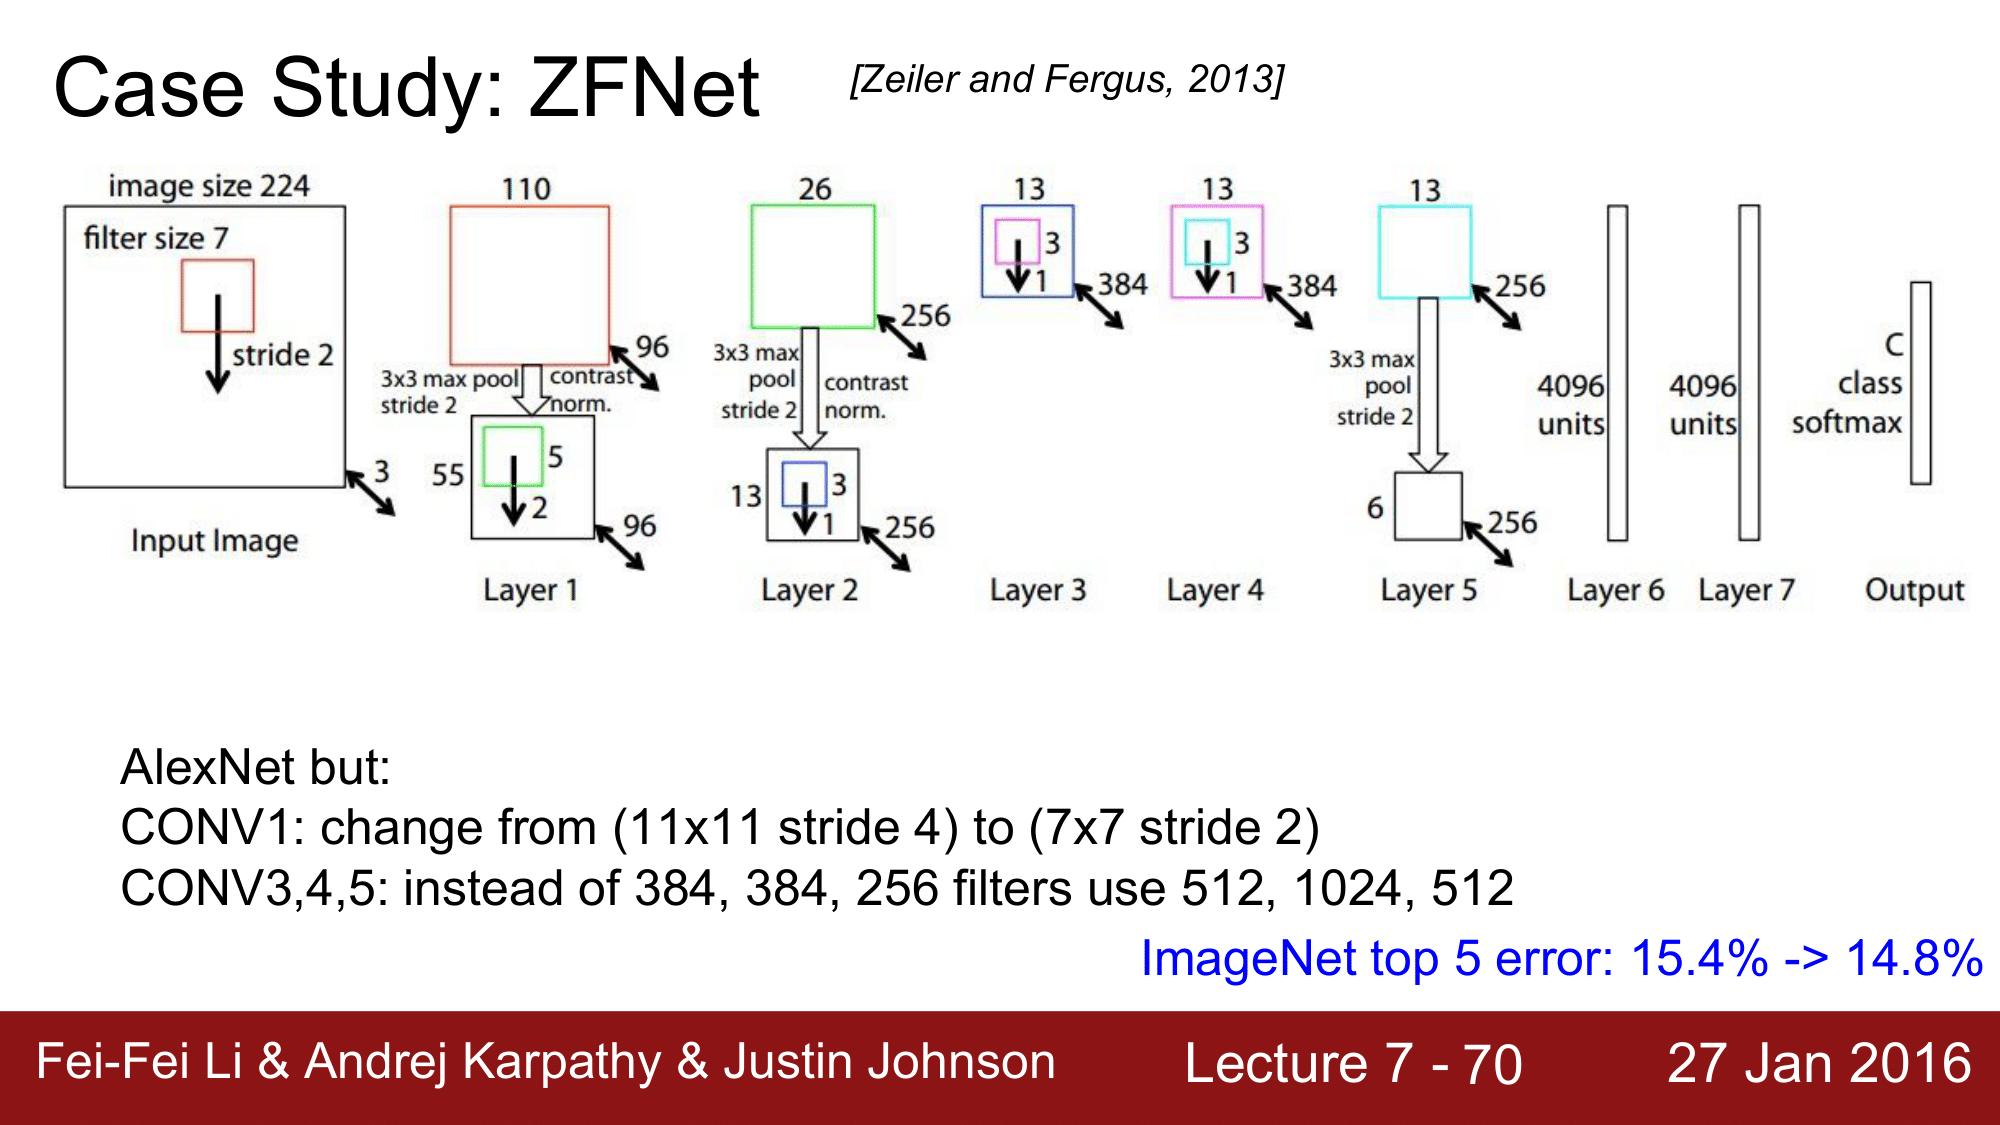 Case Study: ZFNet
[Zeiler and Fergus, 2013]
image size 224
filter size 7
stride 2
3
Input Image
110
96
3x3 max pool
stride 2
contrast
norm.
55
5
2
96
Layer 1
26
256
3x3 max
pool
stride 2
contrast
norm.
13
3
1
256
Layer 2
13
3
1
384
Layer 3
13
3
1
384
Layer 4
13
256
3x3 max
pool
stride 2
6
256
Layer 5
4096
units
Layer 6
4096
units
Layer 7
C
class
softmax
Output
AlexNet but:
CONV1: change from (11x11 stride 4) to (7x7 stride 2)
CONV3,4,5: instead of 384, 384, 256 filters use 512, 1024, 512
ImageNet top 5 error: 15.4% -> 14.8%
Fei-Fei Li & Andrej Karpathy & Justin Johnson
Lecture 7 - 70
27 Jan 2016